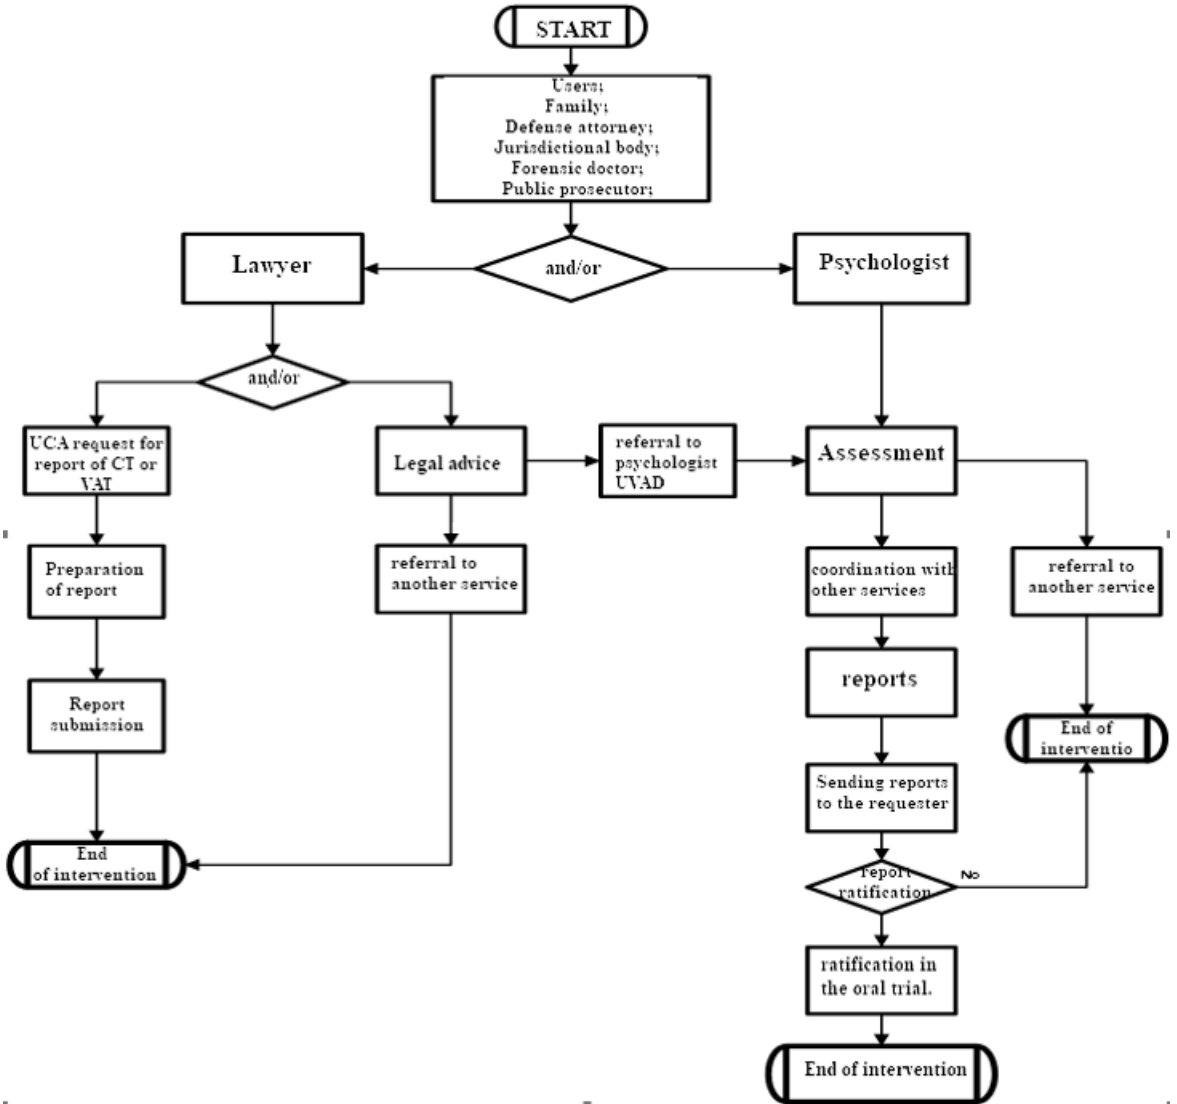 START
Users;
Family;
Defense attorney;
Jurisdictional body;
Forensic doctor;
Public prosecutor;
and/or
Lawyer
Psychologist
and/or
UCA request for
report of CT or
VAT
Legal advice
referral to
psychologist
UVAD
Assessment
Preparation
of report
referral to
another service
coordination with
other services
referral to
another service
Report
submission
reports
End of
interventio
Sending reports
to the requester
End
of intervention
report
ratification
No
ratification in
the oral trial.
End of intervention